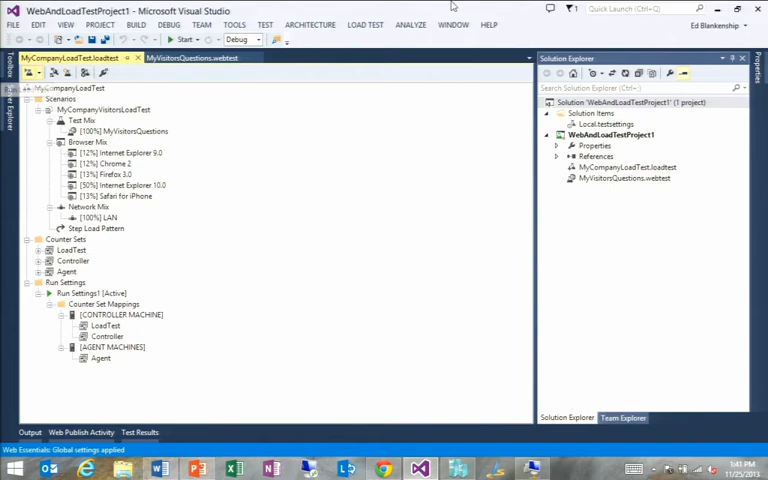 WebAndLoadTestProject1 - Microsoft Visual Studio
1
Quick Launch (Ctrl+Q)
FILE EDIT VIEW PROJECT BUILD DEBUG TEAM TOOLS TEST ARCHITECTURE LOAD TEST ANALYZE WINDOW HELP
Ed Blankenship
Start Debug
MyCompanyLoadTest.loadtest
MyVisitorsQuestions.webtest
Toolbox
Server Explorer
MyCompanyLoadTest
Scenarios
MyCompanyVisitorsLoadTest
Test Mix
[100%] MyVisitorsQuestions
Browser Mix
[12%] Internet Explorer 9.0
[12%] Chrome 2
[13%] Firefox 3.0
[50%] Internet Explorer 10.0
[13%] Safari for iPhone
Network Mix
[100%] LAN
Step Load Pattern
Counter Sets
LoadTest
Controller
Agent
Run Settings
Run Settings1 [Active]
Counter Set Mappings
[CONTROLLER MACHINE]
LoadTest
Controller
[AGENT MACHINES]
Agent
Solution Explorer
Search Solution Explorer (Ctrl+;)
Solution 'WebAndLoadTestProject1' (1 project)
Solution Items
Local.testsettings
WebAndLoadTestProject1
Properties
References
MyCompanyLoadTest.loadtest
MyVisitorsQuestions.webtest
Properties
Solution Explorer Team Explorer
Output Web Publish Activity Test Results
Web Essentials: Global settings applied
1:41 PM
11/25/2013